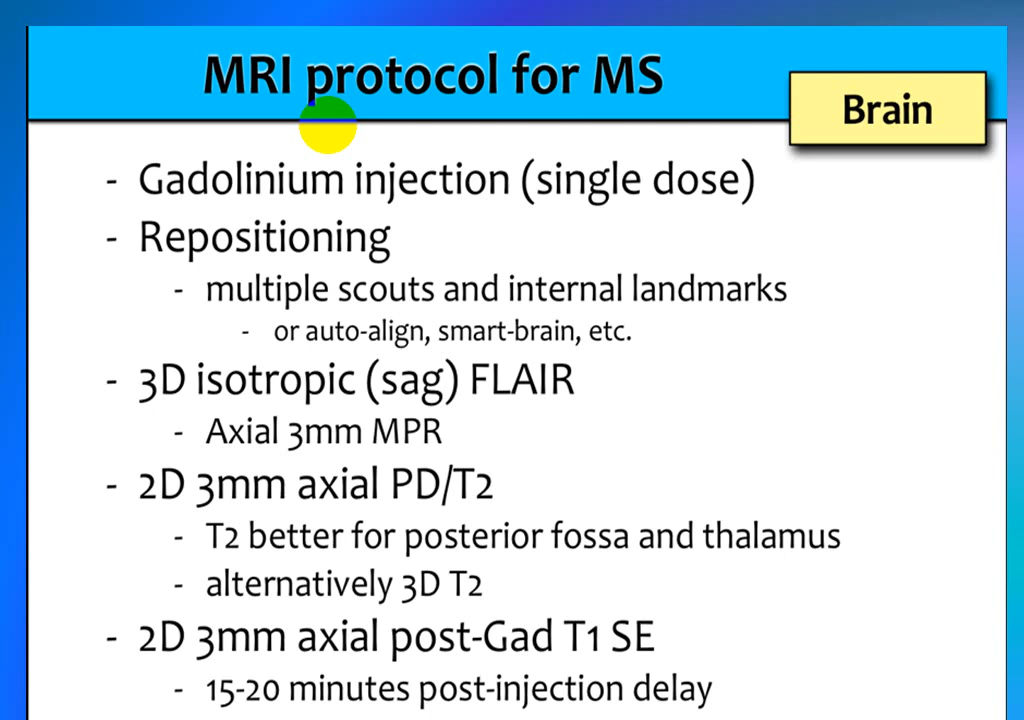 MRI protocol for MS
Brain
- Gadolinium injection (single dose)
- Repositioning
- multiple scouts and internal landmarks
- or auto-align, smart-brain, etc.
- 3D isotropic (sag) FLAIR
- Axial 3mm MPR
- 2D 3mm axial PD/T2
- T2 better for posterior fossa and thalamus
- alternatively 3D T2
- 2D 3mm axial post-Gad T1 SE
- 15-20 minutes post-injection delay